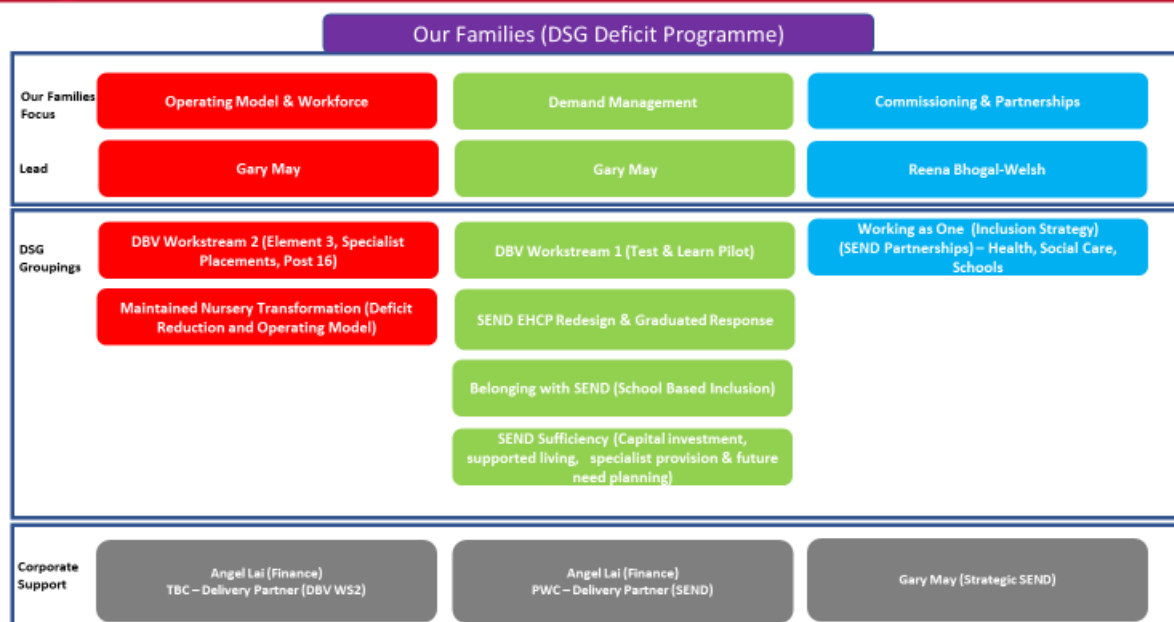 Our Families (DSG Deficit Programme)
Our Families
Focus
Operating Model & Workforce
Demand Management
Commissioning & Partnerships
Lead
Gary May
Gary May
Reena Bhogal-Welsh
DSG
Groupings
DBV Workstream 2 (Element 3, Specialist
Placements, Post 16)
DBV Workstream 1 (Test & Learn Pilot)
Working as One (Inclusion Strategy)
(SEND Partnerships) – Health, Social Care,
Schools
Maintained Nursery Transformation (Deficit
Reduction and Operating Model)
SEND EHCP Redesign & Graduated Response
Belonging with SEND (School Based Inclusion)
SEND Sufficiency (Capital investment,
supported living, specialist provision & future
need planning)
Corporate
Support
Angel Lai (Finance)
TBC – Delivery Partner (DBV WS2)
Angel Lai (Finance)
PWC – Delivery Partner (SEND)
Gary May (Strategic SEND)